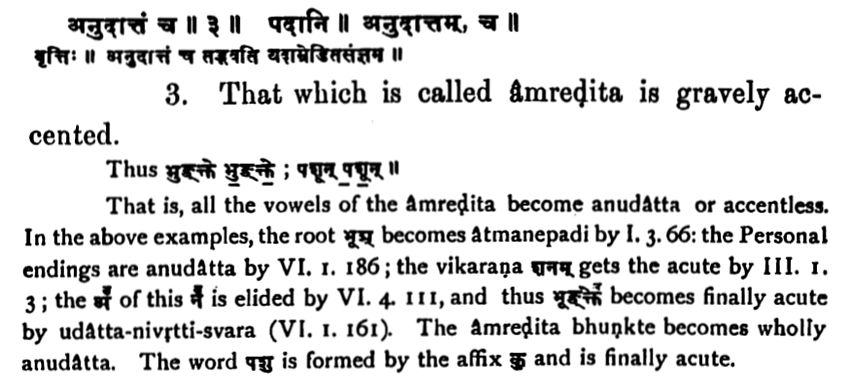 अनुदात्तं च ॥ ३ ॥ पदानि ॥ अनुदात्तम्, च ॥
वृत्तिः ॥ अनुदात्तं च तद्भवति यदाम्रेडितसंज्ञम ॥
3. That which is called âmreḍita is gravely ac-
cented.
Thus भुङ्क्ते भु॒ङ्क्ते॒ ; पशून् प॒शू॒न् ॥
That is, all the vowels of the âmreḍita become anudâtta or accentless.
In the above examples, the root becomes âtmanepadi by I. 3. 66: the Personal
endings are anudâtta by VI. 1. 186; the vikaraṇa श्नम् gets the acute by III. 1.
3; the of this is elided by VI. 4. 111, and thus becomes finally acute
by udâtta-nivṛtti-svara (VI. 1. 161). The âmreḍita bhuṇkte becomes wholly
anudâtta. The word पशु is formed by the affix कु and is finally acute.